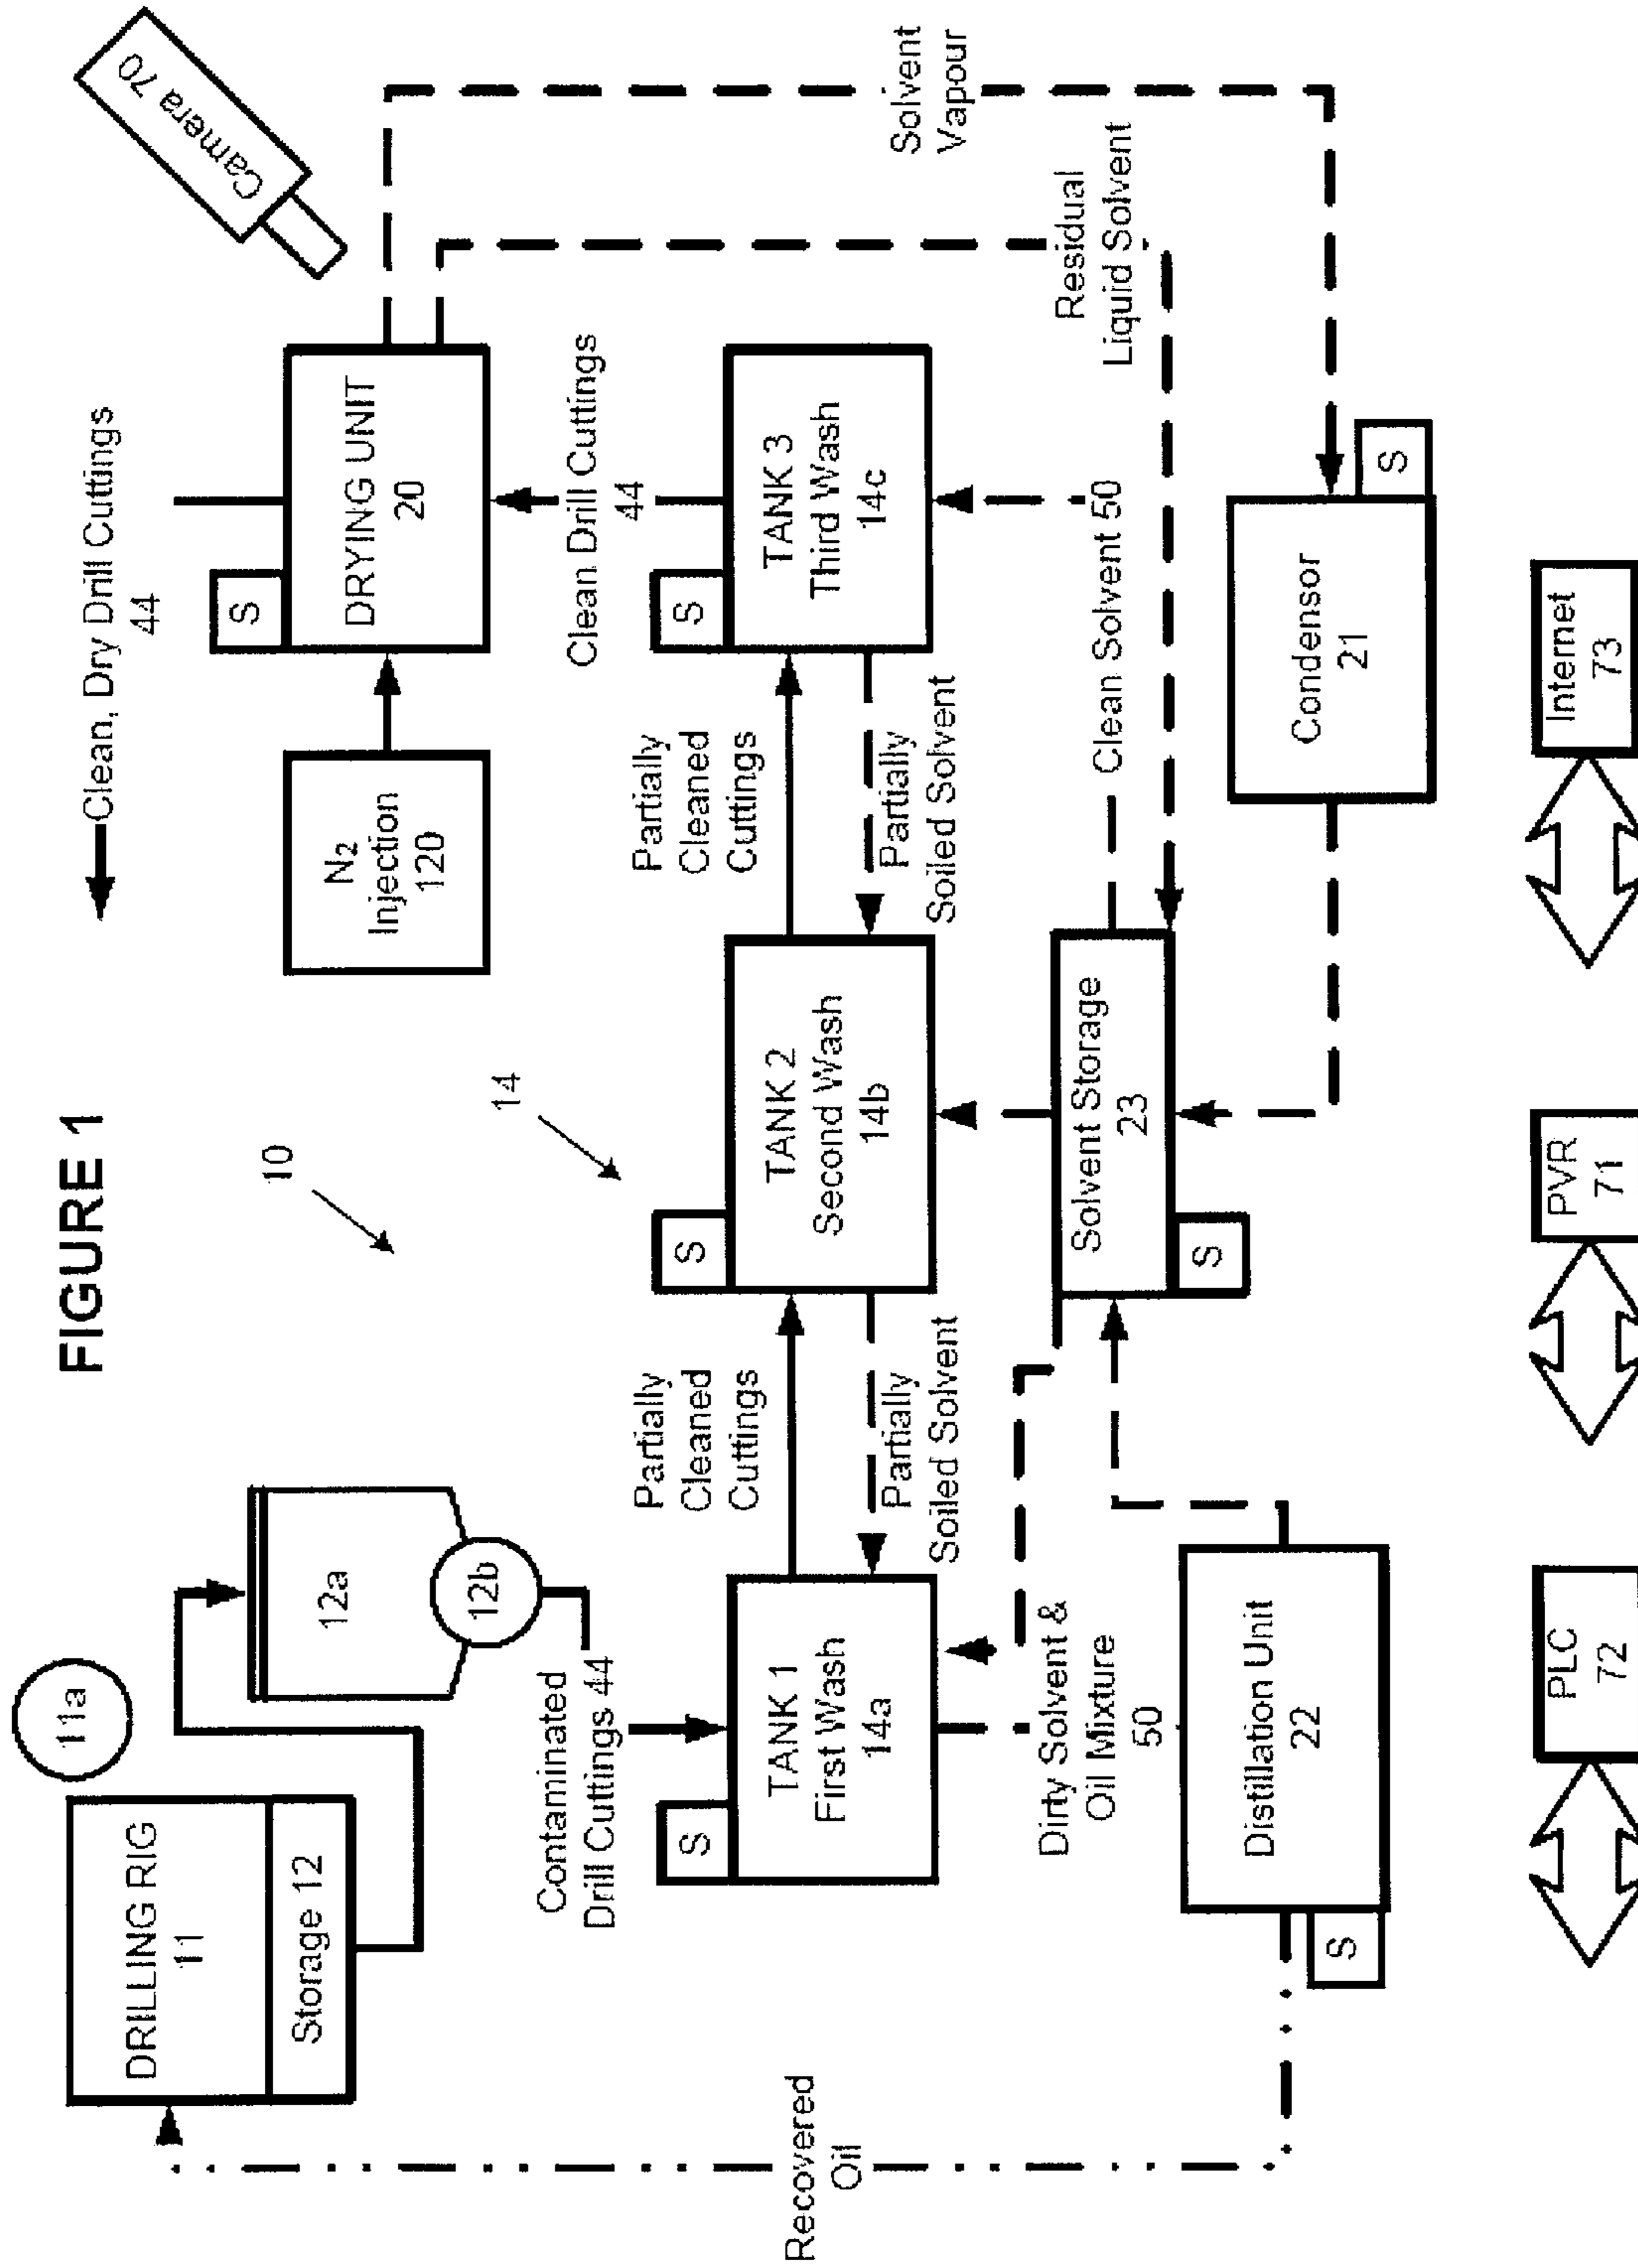 FIGURE 1
10
14
DRILLING RIG
11
Storage 12
11a
12a
12b
Contaminated
Drill Cuttings 44
S
TANK 1
First Wash
14a
Partially
Cleaned
Cuttings
Partially
Soiled Solvent
S
TANK 2
Second Wash
14b
Partially
Cleaned
Cuttings
Partially
Soiled Solvent
S
TANK 3
Third Wash
14c
Clean Drill Cuttings
44
N2
Injection
120
S
DRYING UNIT
20
Clean, Dry Drill Cuttings
44
Camera 70
Solvent
Vapour
Residual
Liquid Solvent
Clean Solvent 50
Solvent Storage
23
S
Condensor
21
S
Dirty Solvent &
Oil Mixture
50
Distillation Unit
22
S
Recovered
Oil
PLC
72
PVR
71
Internet
73